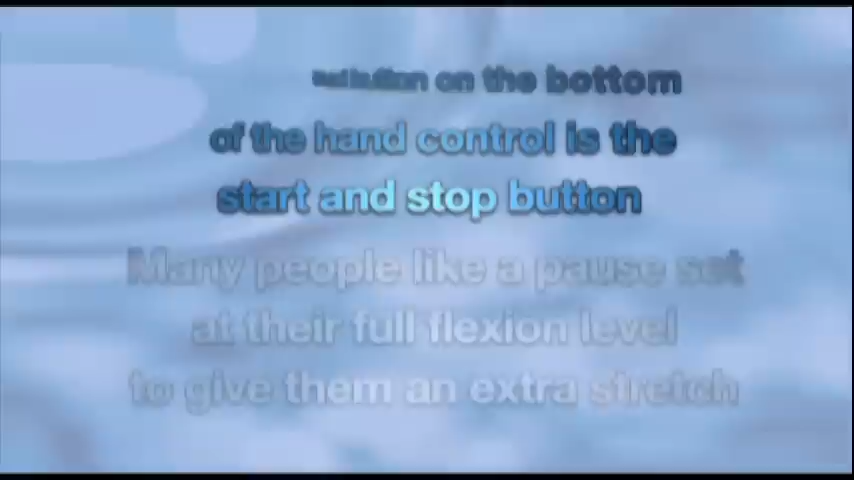 button on the bottom
of the hand control is the
start and stop button
Many people like a pause set
at their full flexion level
to give them an extra stretch